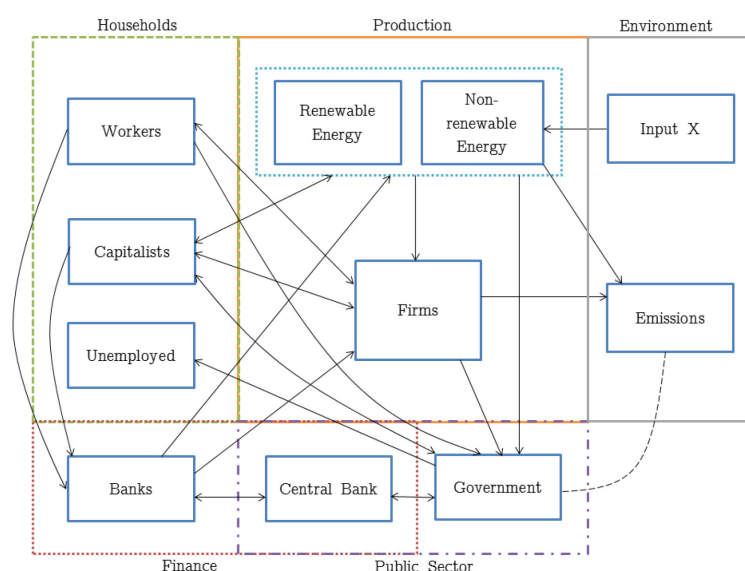 Households
Production
Environment
Workers
Renewable
Energy
Non-
renewable
Energy
Input X
Capitalists
Firms
Emissions
Unemployed
Banks
Central Bank
Government
Finance
Public Sector